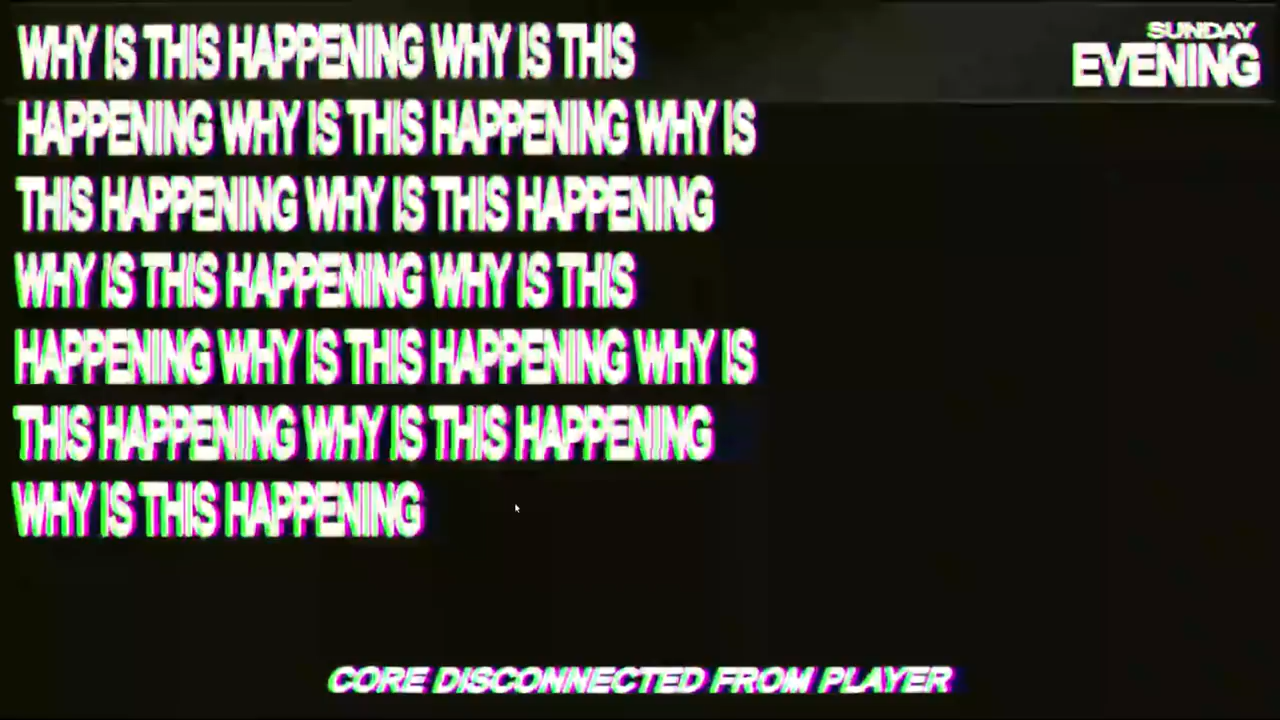 WHY IS THIS HAPPENING WHY IS THIS
HAPPENING WHY IS THIS HAPPENING WHY IS
THIS HAPPENING WHY IS THIS HAPPENING
WHY IS THIS HAPPENING WHY IS THIS
HAPPENING WHY IS THIS HAPPENING WHY IS
THIS HAPPENING WHY IS THIS HAPPENING
WHY IS THIS HAPPENING
SUNDAY
EVENING
CORE DISCONNECTED FROM PLAYER